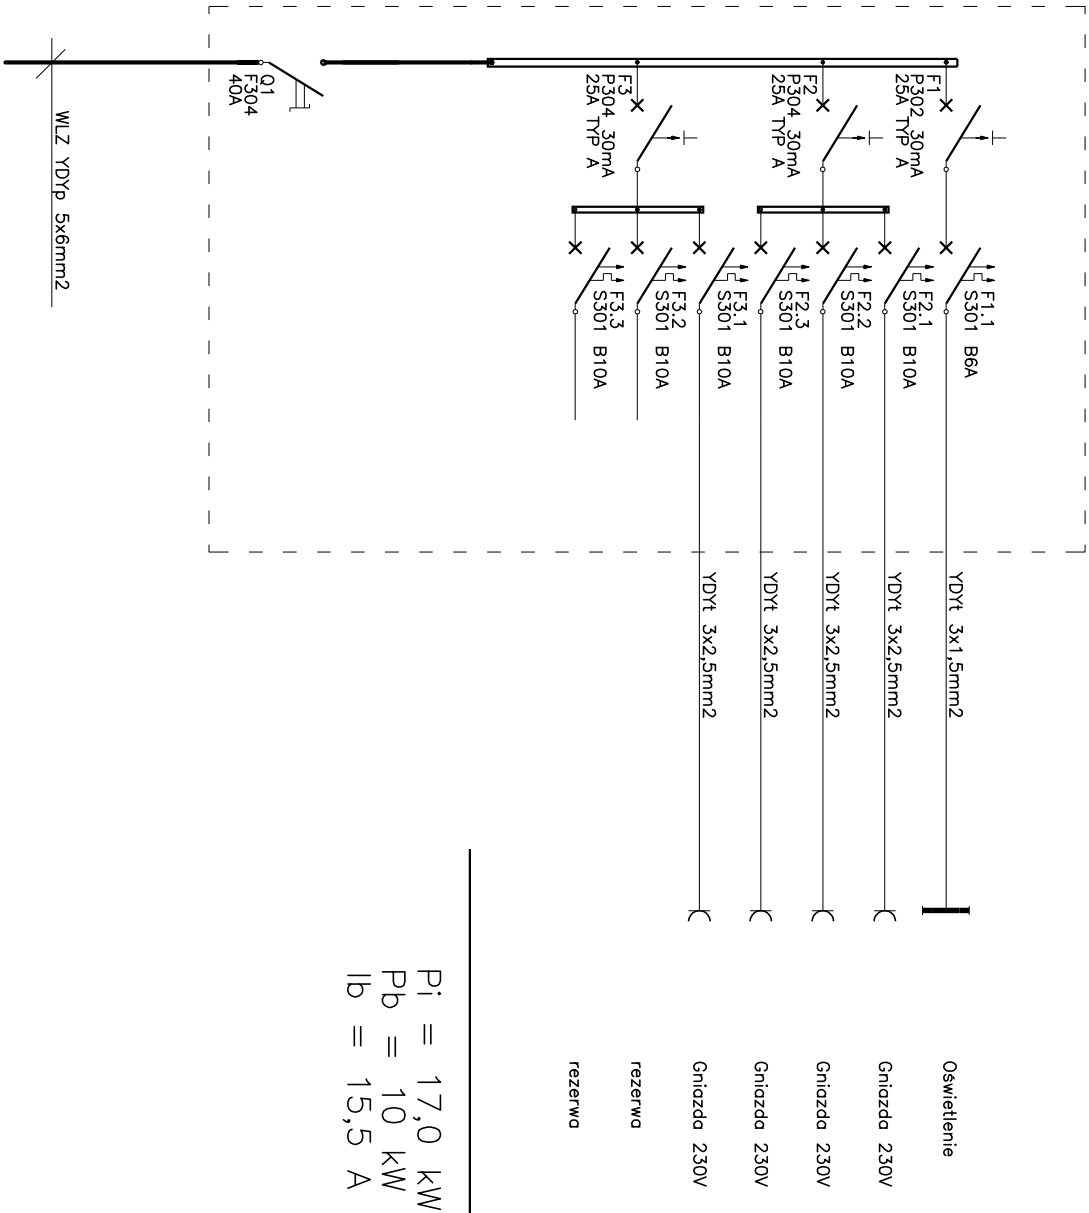 WLZ YDYp 5x6mm2
Q1
F304
40A
F1
P302 30mA
25A TYP A
F2
P304 30mA
25A TYP A
F3
P304 30mA
25A TYP A
F1.1
S301 B6A
F2.1
S301 B10A
F2.2
S301 B10A
F2.3
S301 B10A
F3.1
S301 B10A
F3.2
S301 B10A
F3.3
S301 B10A
YDYt 3x1,5mm2
YDYt 3x2,5mm2
YDYt 3x2,5mm2
YDYt 3x2,5mm2
YDYt 3x2,5mm2
Oświetlenie
Gniazda 230V
Gniazda 230V
Gniazda 230V
Gniazda 230V
rezerwa
rezerwa
Pi = 17,0 kW
Pb = 10 kW
Ib = 15,5 A